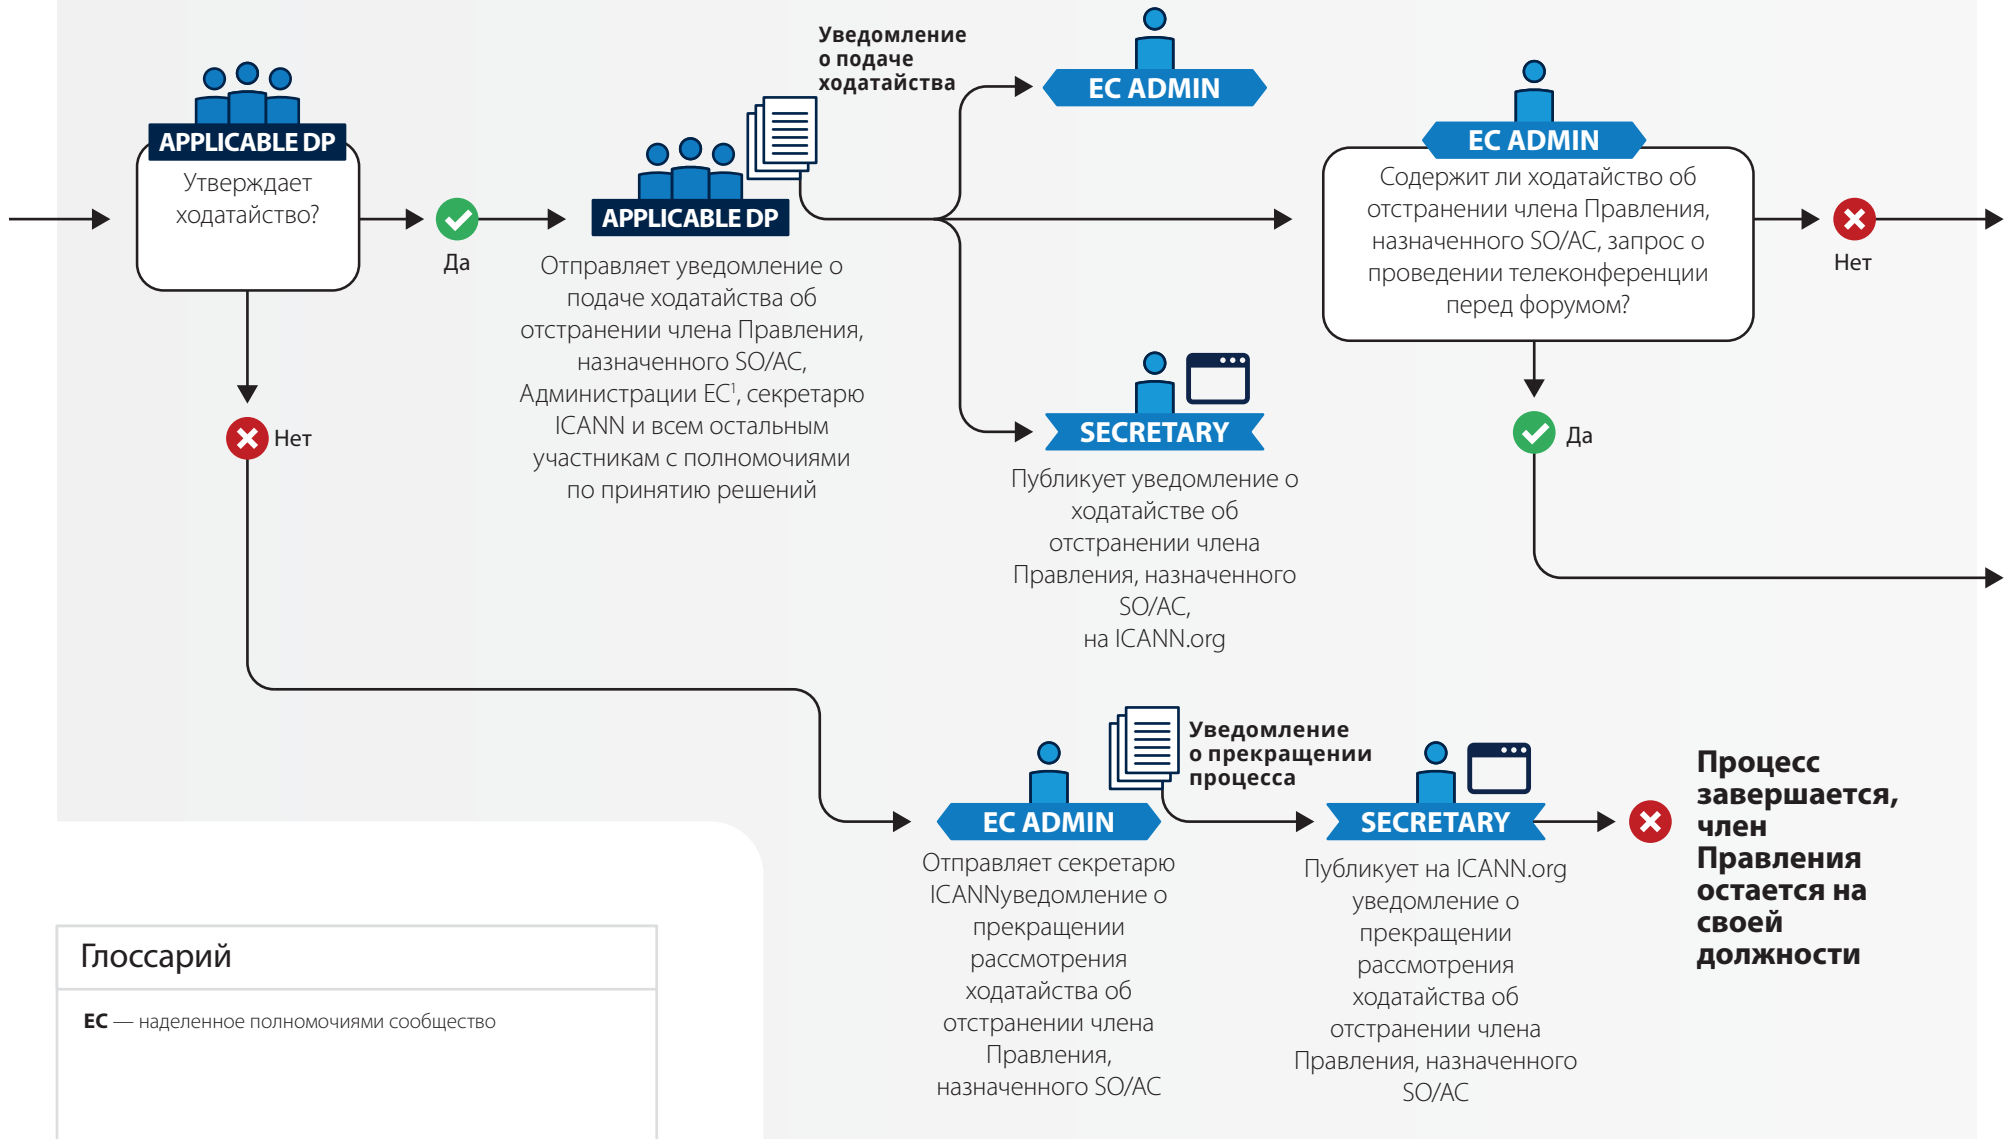 APPLICABLE DP
Утверждает
ходатайство?
Да
Нет
APPLICABLE DP
Отправляет уведомление о
подаче ходатайства об
отстранении члена Правления,
назначенного SO/AC,
Администрации EC¹, секретарю
ICANN и всем остальным
участникам с полномочиями
по принятию решений
Уведомление
о подаче
ходатайства
EC ADMIN
SECRETARY
Публикует уведомление о
ходатайстве об
отстранении члена
Правления, назначенного
SO/AC,
на ICANN.org
EC ADMIN
Содержит ли ходатайство об
отстранении члена Правления,
назначенного SO/AC, запрос о
проведении телеконференции
перед форумом?
Нет
Да
EC ADMIN
Отправляет секретарю
ICANNуведомление о
прекращении
рассмотрения
ходатайства об
отстранении члена
Правления,
назначенного SO/AC
Уведомление
о прекращении
процесса
SECRETARY
Публикует на ICANN.org
уведомление о
прекращении
рассмотрения
ходатайства об
отстранении члена
Правления, назначенного
SO/AC
Процесс
завершается,
член
Правления
остается на
своей
должности
Глоссарий
EC — наделенное полномочиями сообщество